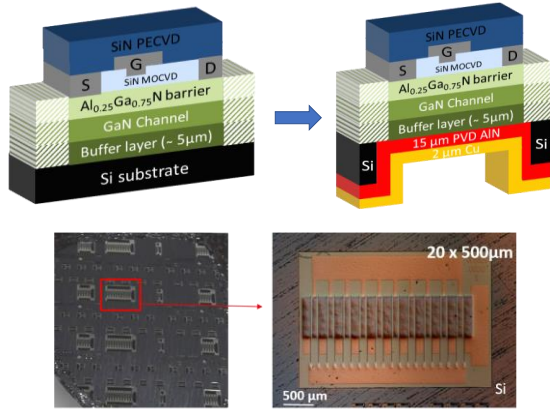 SiN PECVD
G
S
SiN MOCVD
D
Al0.25Ga0.75N barrier
GaN Channel
Buffer layer (~ 5µm)
Si substrate
SiN PECVD
G
S
SiN MOCVD
D
Al0.25Ga0.75N barrier
GaN Channel
Buffer layer (~ 5µm)
Si
15 µm PVD AlN
2 µm Cu
Si
20 x 500µm
500 µm
Si